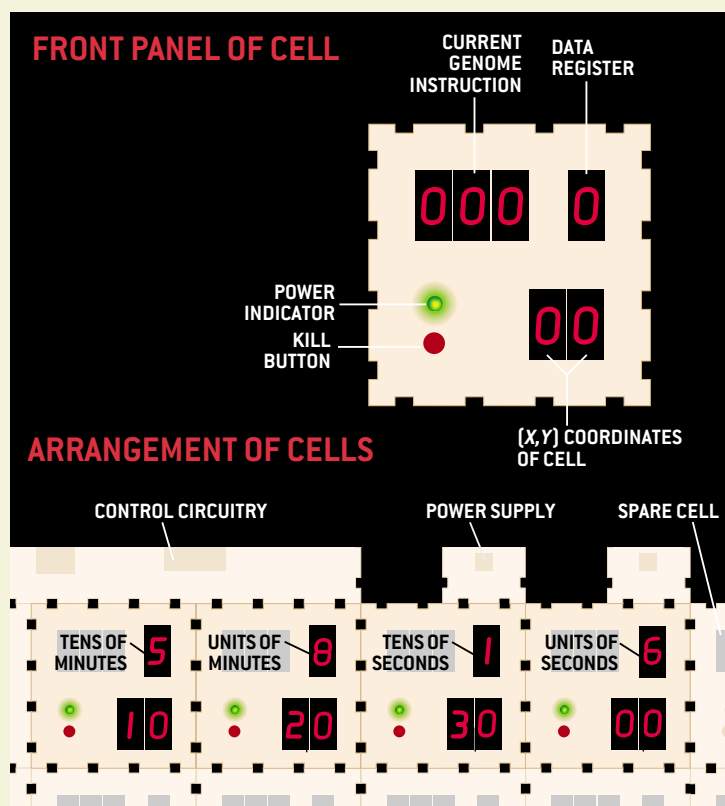 FRONT PANEL OF CELL
CURRENT
GENOME
INSTRUCTION
DATA
REGISTER
000
0
POWER
INDICATOR
KILL
BUTTON
00
(X,Y) COORDINATES
OF CELL
ARRANGEMENT OF CELLS
CONTROL CIRCUITRY
POWER SUPPLY
SPARE CELL
TENS OF
MINUTES
5
UNITS OF
MINUTES
8
TENS OF
SECONDS
1
UNITS OF
SECONDS
6
10
20
30
00